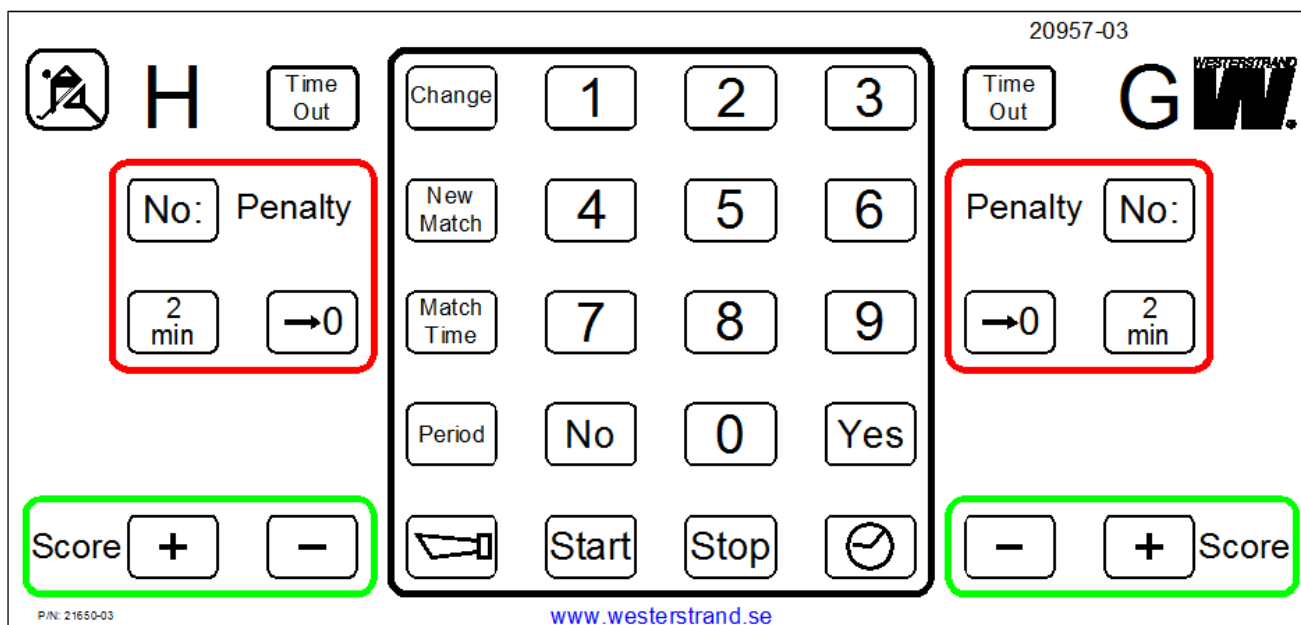 20957-03
WESTERSTRAND
W.
H
Time
Out
Change
1
2
3
Time
Out
G
No:
Penalty
New
Match
4
5
6
Penalty
No:
2
min
→0
Match
Time
7
8
9
→0
2
min
Period
No
0
Yes
Score
+
−
Start
Stop
−
+
Score
P/N: 21650-03
www.westerstrand.se